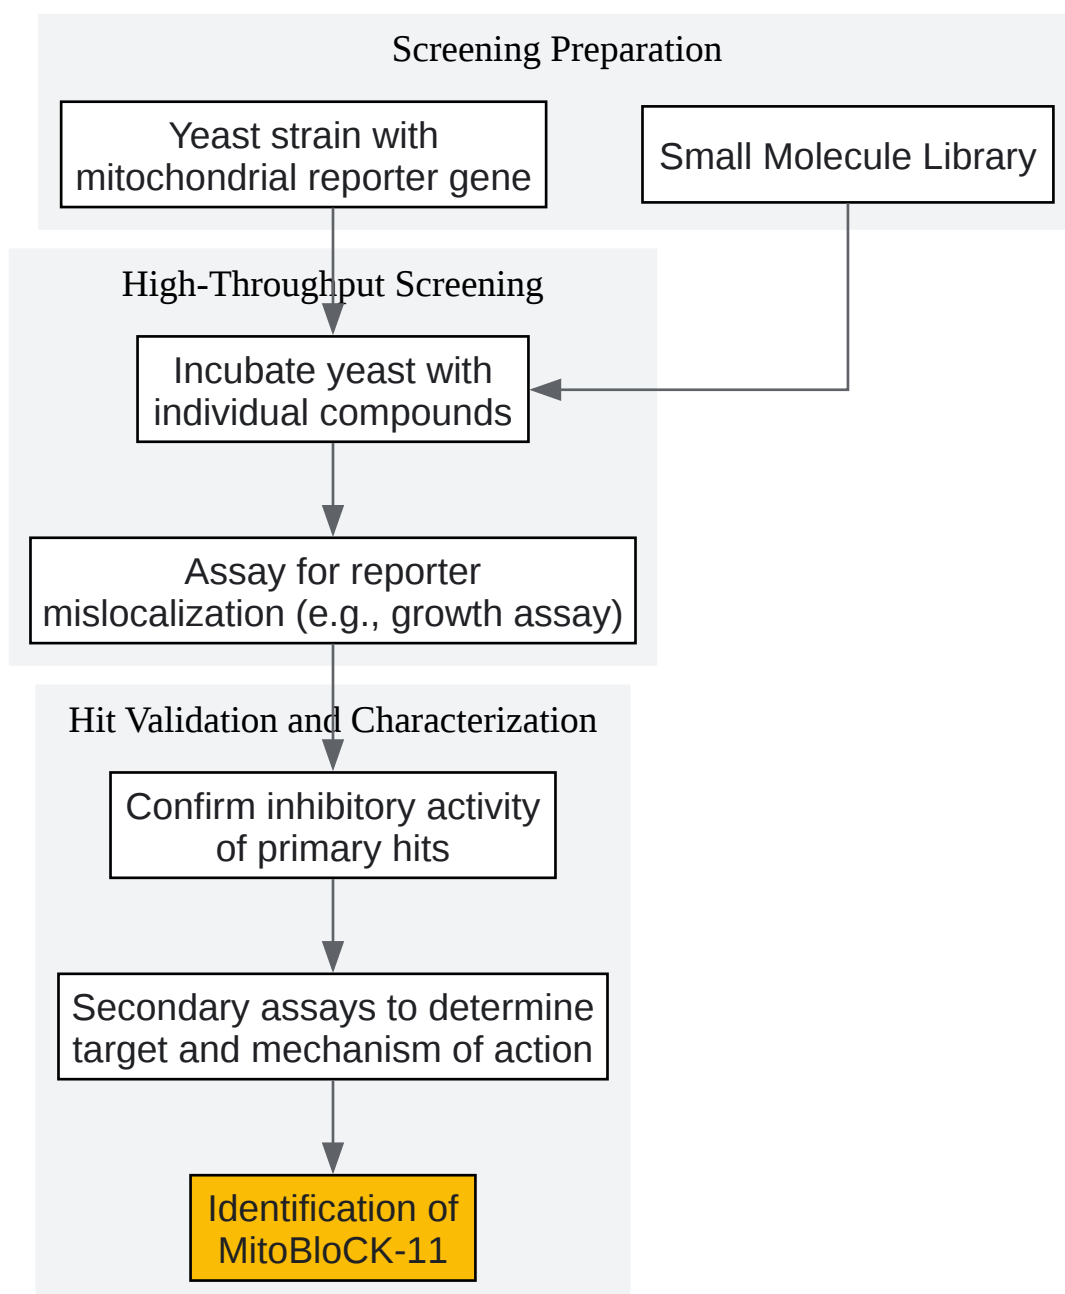 Screening Preparation
Yeast strain with
mitochondrial reporter gene
Small Molecule Library
High-Throughput Screening
Incubate yeast with
individual compounds
Assay for reporter
mislocalization (e.g., growth assay)
Hit Validation and Characterization
Confirm inhibitory activity
of primary hits
Secondary assays to determine
target and mechanism of action
Identification of
MitoBloCK-11